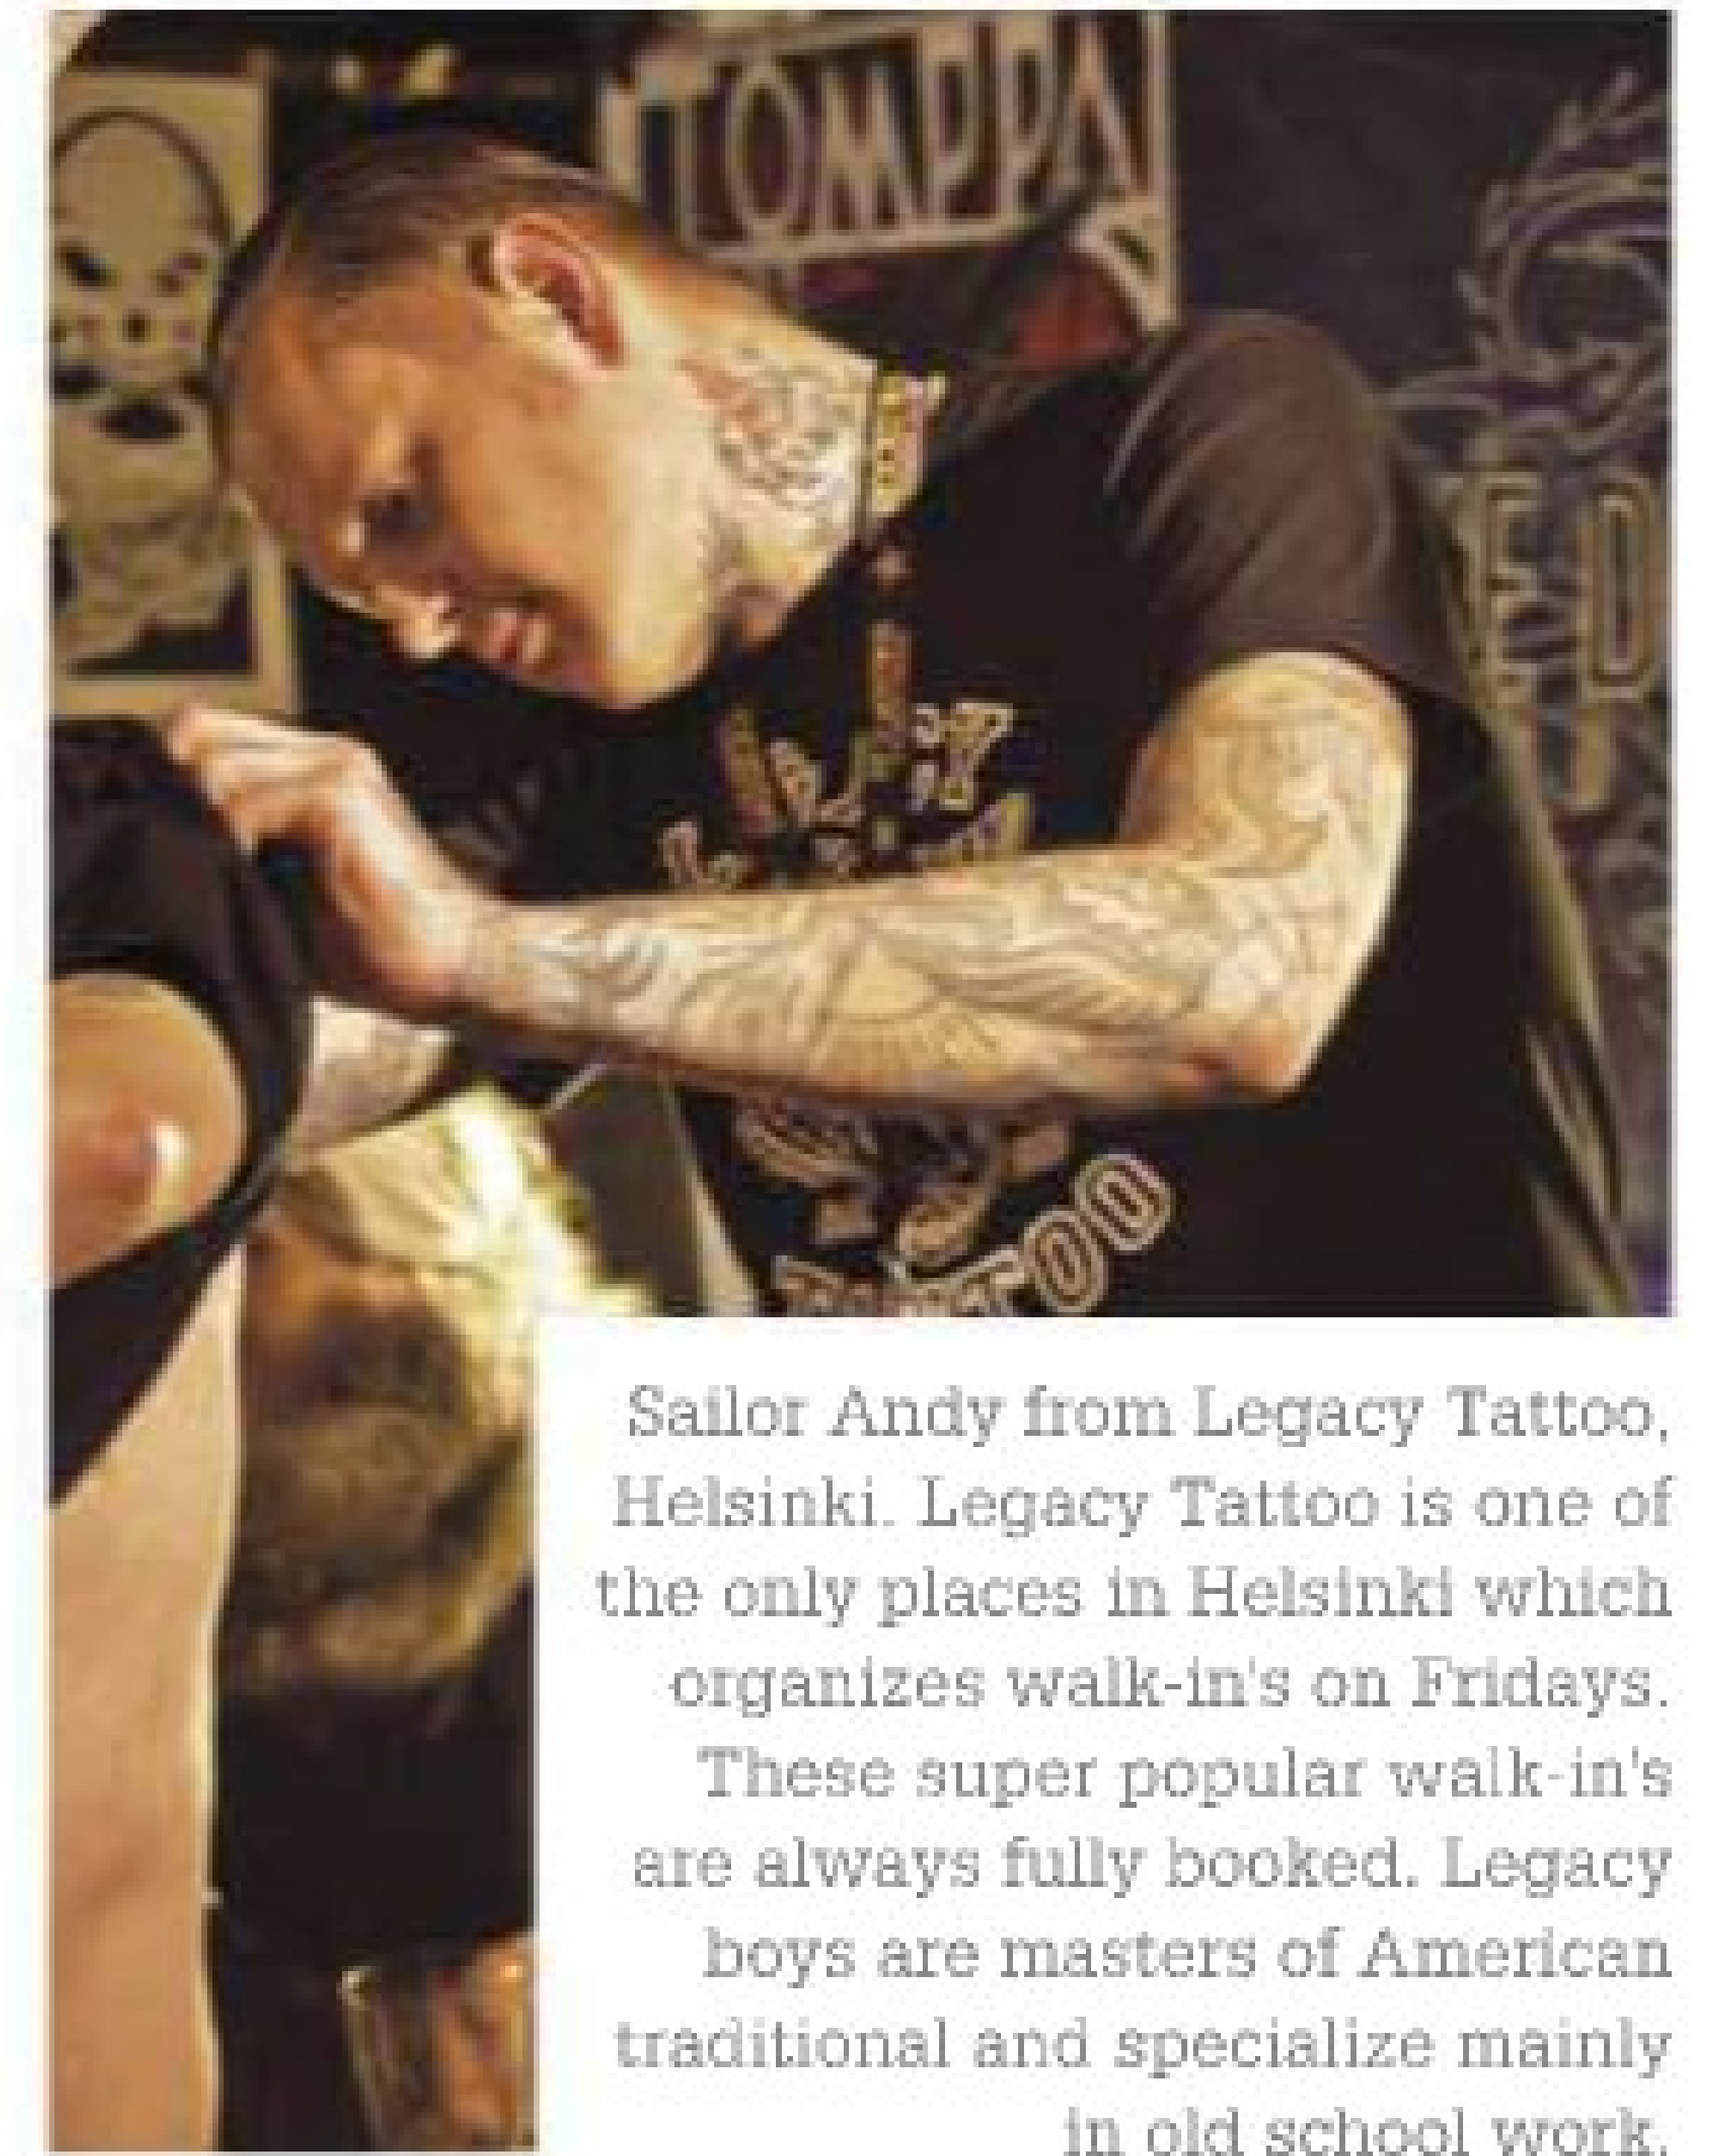 TOMPPA
TATTOO
Sailor Andy from Legacy Tattoo,
Helsinki. Legacy Tattoo is one of
the only places in Helsinki which
organizes walk-in's on Fridays.
These super popular walk-in's
are always fully booked. Legacy
boys are masters of American
traditional and specialize mainly
in old school work.